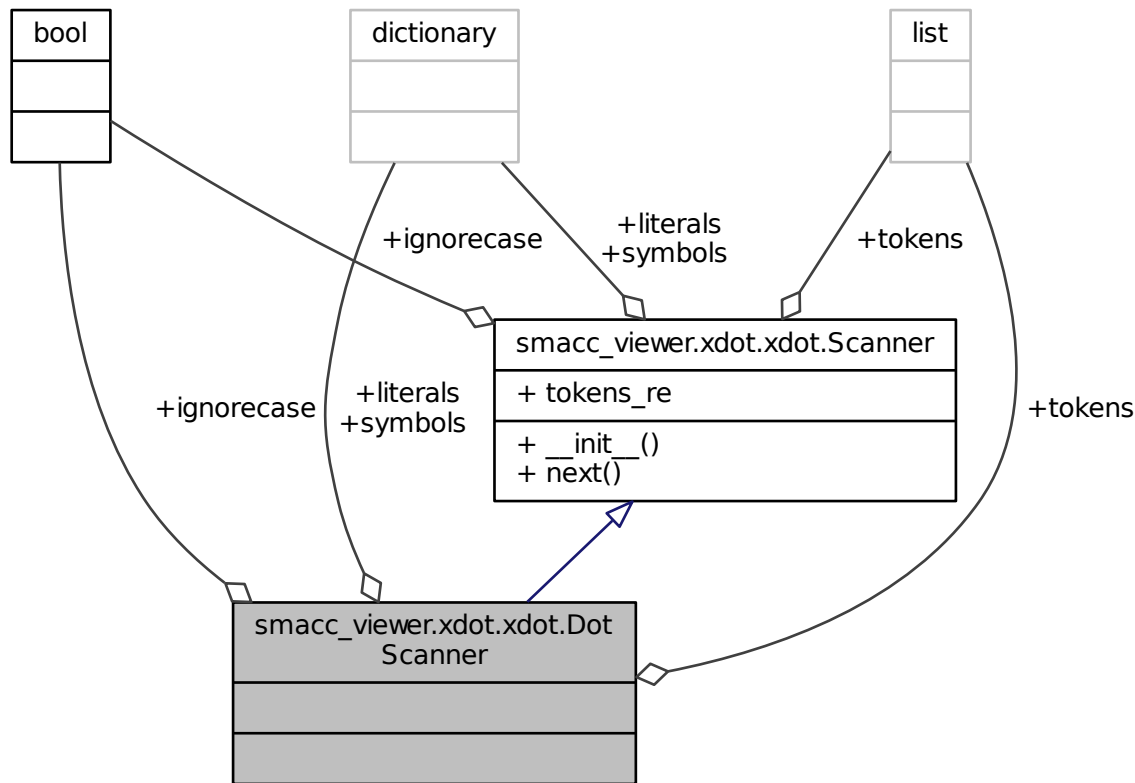 bool
dictionary
list
+ignorecase
+literals
+symbols
+tokens
smacc_viewer.xdot.xdot.Scanner
+ tokens_re
+ __init__()
+ next()
+ignorecase
+literals
+symbols
+tokens
smacc_viewer.xdot.xdot.Dot
Scanner